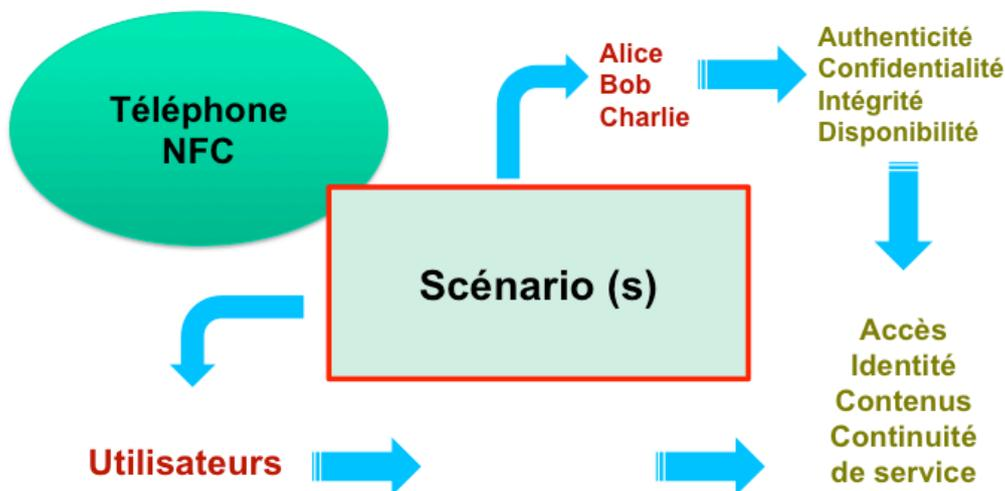 Téléphone
NFC
Alice
Bob
Charlie
Authenticité
Confidentialité
Intégrité
Disponibilité
Scénario (s)
Utilisateurs
Accès
Identité
Contenus
Continuité
de service